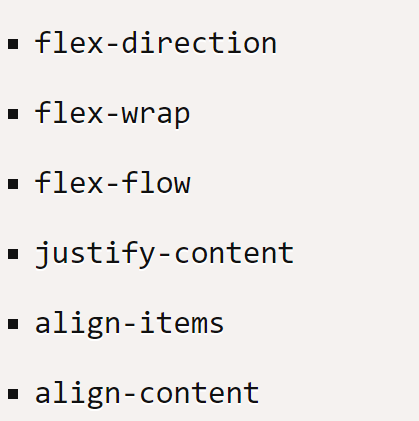 flex-direction
flex-wrap
flex-flow
justify-content
align-items
align-content